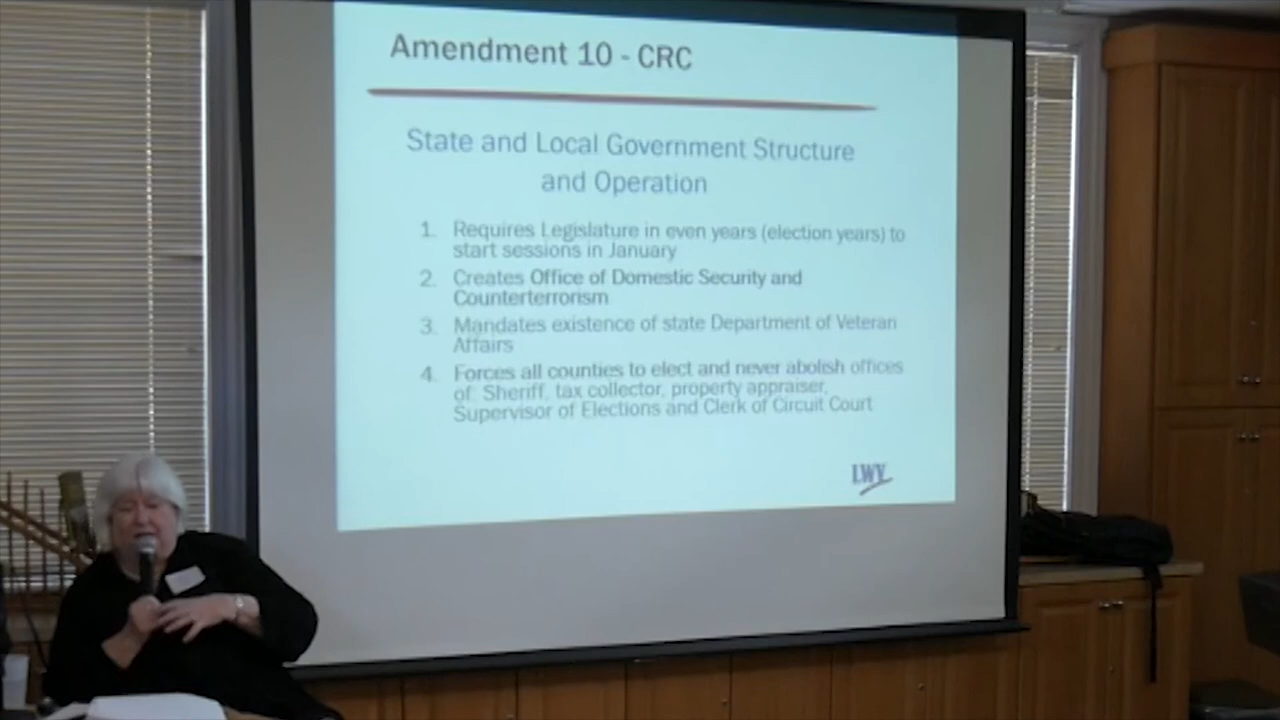 Amendment 10 - CRC
State and Local Government Structure
and Operation
1. Requires Legislature in even years (election years) to
start sessions in January
2. Creates Office of Domestic Security and
Counterterrorism
3. Mandates existence of state Department of Veteran
Affairs
4. Forces all counties to elect and never abolish offices
of: Sheriff, tax collector, property appraiser,
Supervisor of Elections and Clerk of Circuit Court
LWV